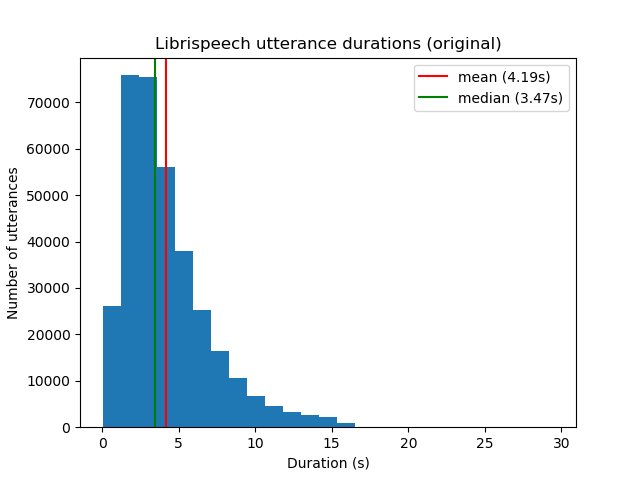 Librispeech utterance durations (original)
mean (4.19s)
median (3.47s)
Number of utterances
70000
60000
50000
40000
30000
20000
10000
0
0 5 10 15 20 25 30
Duration (s)